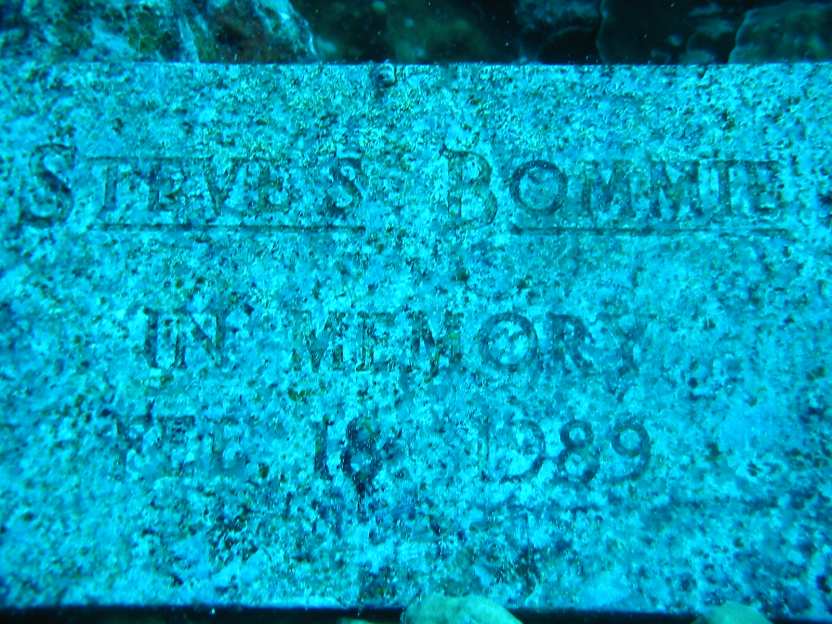 STEVE'S BOMMIE
IN MEMORY
18 1989